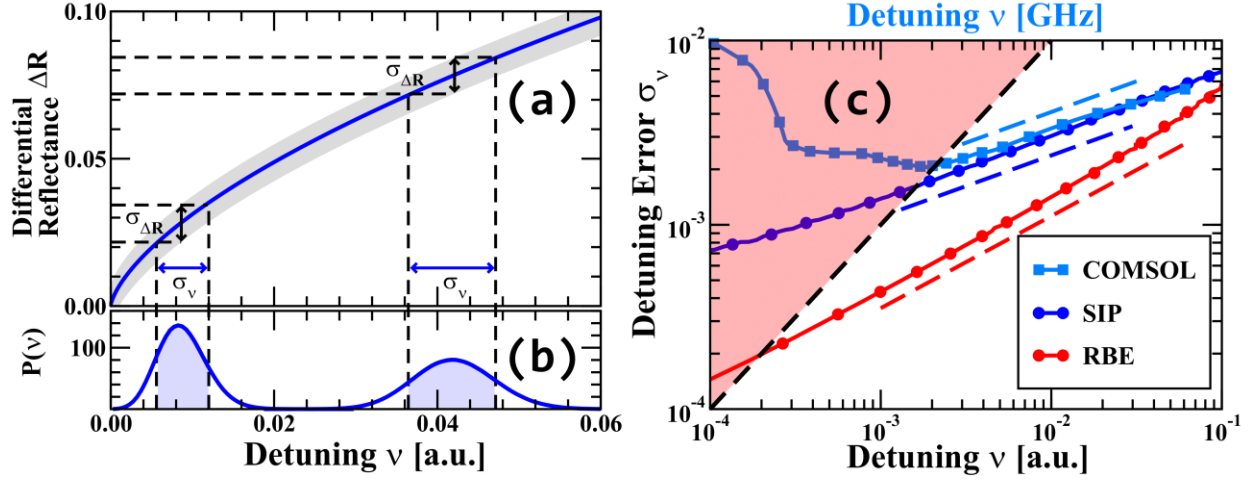 0.10
0.05
0.00
Differential
Reflectance ΔR
σΔR
σΔR
σν
σν
(a)
100
P(ν)
(b)
0.00 0.02 0.04 0.06
Detuning ν [a.u.]
Detuning ν [GHz]
10-2
10-3
10-4
Detuning Error σν
(c)
COMSOL
SIP
RBE
10-4 10-3 10-2 10-1
Detuning ν [a.u.]